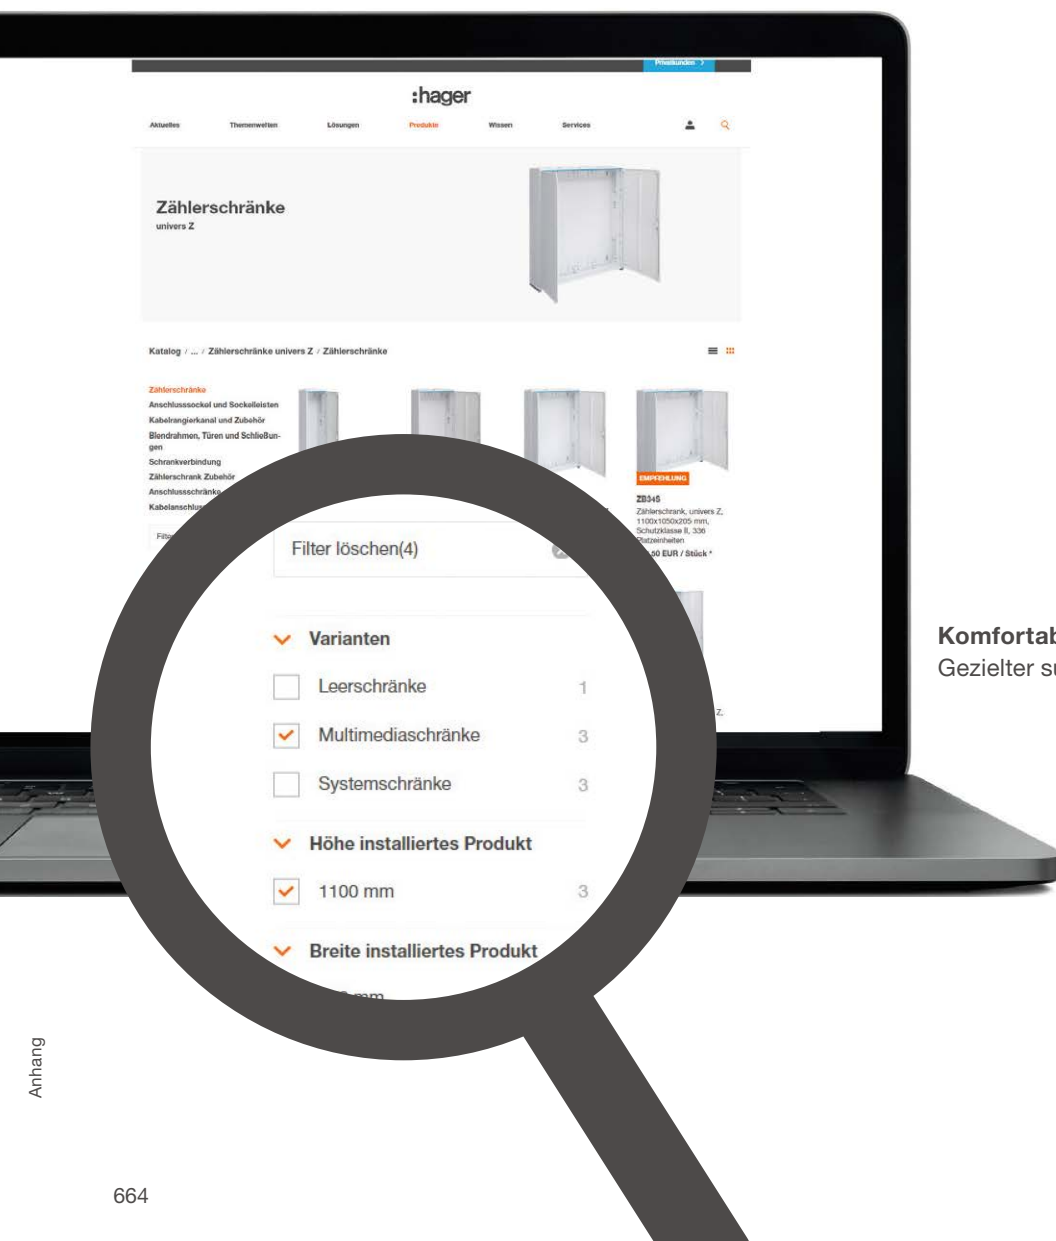 Privatkunden
:hager
Aktuelles Themenwelten Lösungen Produkte Wissen Services
Zählerschränke
univers Z
Katalog / ... / Zählerschränke univers Z / Zählerschränke
Zählerschränke
Anschlusssockel und Sockelleisten
Kabelrangierkanal und Zubehör
Blendrahmen, Türen und Schließun-
gen
Schrankverbindung
Zählerschrank Zubehör
Anschlussschränke
EMPFEHLUNG
ZB34S
Zählerschrank, univers Z,
1100x1050x205 mm,
Schutzklasse II, 336
Platzeinheiten
50 EUR / Stück *
Z,
Filter löschen(4)
Varianten
Leerschränke 1
Multimediaschränke 3
Systemschränke 3
Höhe installiertes Produkt
1100 mm 3
Breite installiertes Produkt
mm
Gezielter
Anhang
664